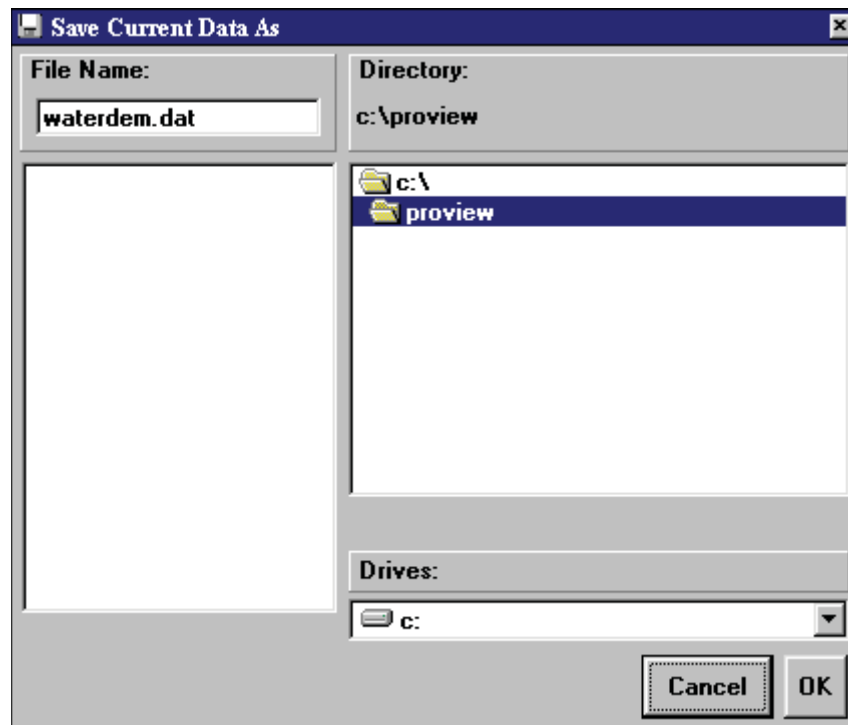 Save Current Data As
File Name:
waterdem.dat
Directory:
c:\proview
c:\
proview
Drives:
c:
Cancel
OK